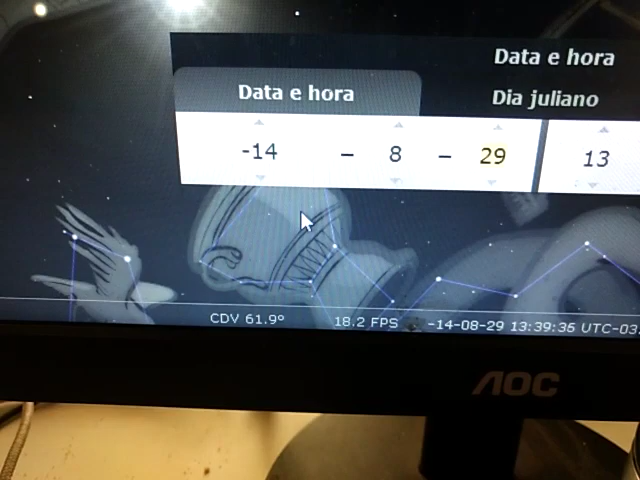 Data e hora
Data e hora
Dia juliano
-14 – 8 – 29 13
CDV 61.9° 18.2 FPS -14-08-29 13:39:36 UTC-03:
AOC